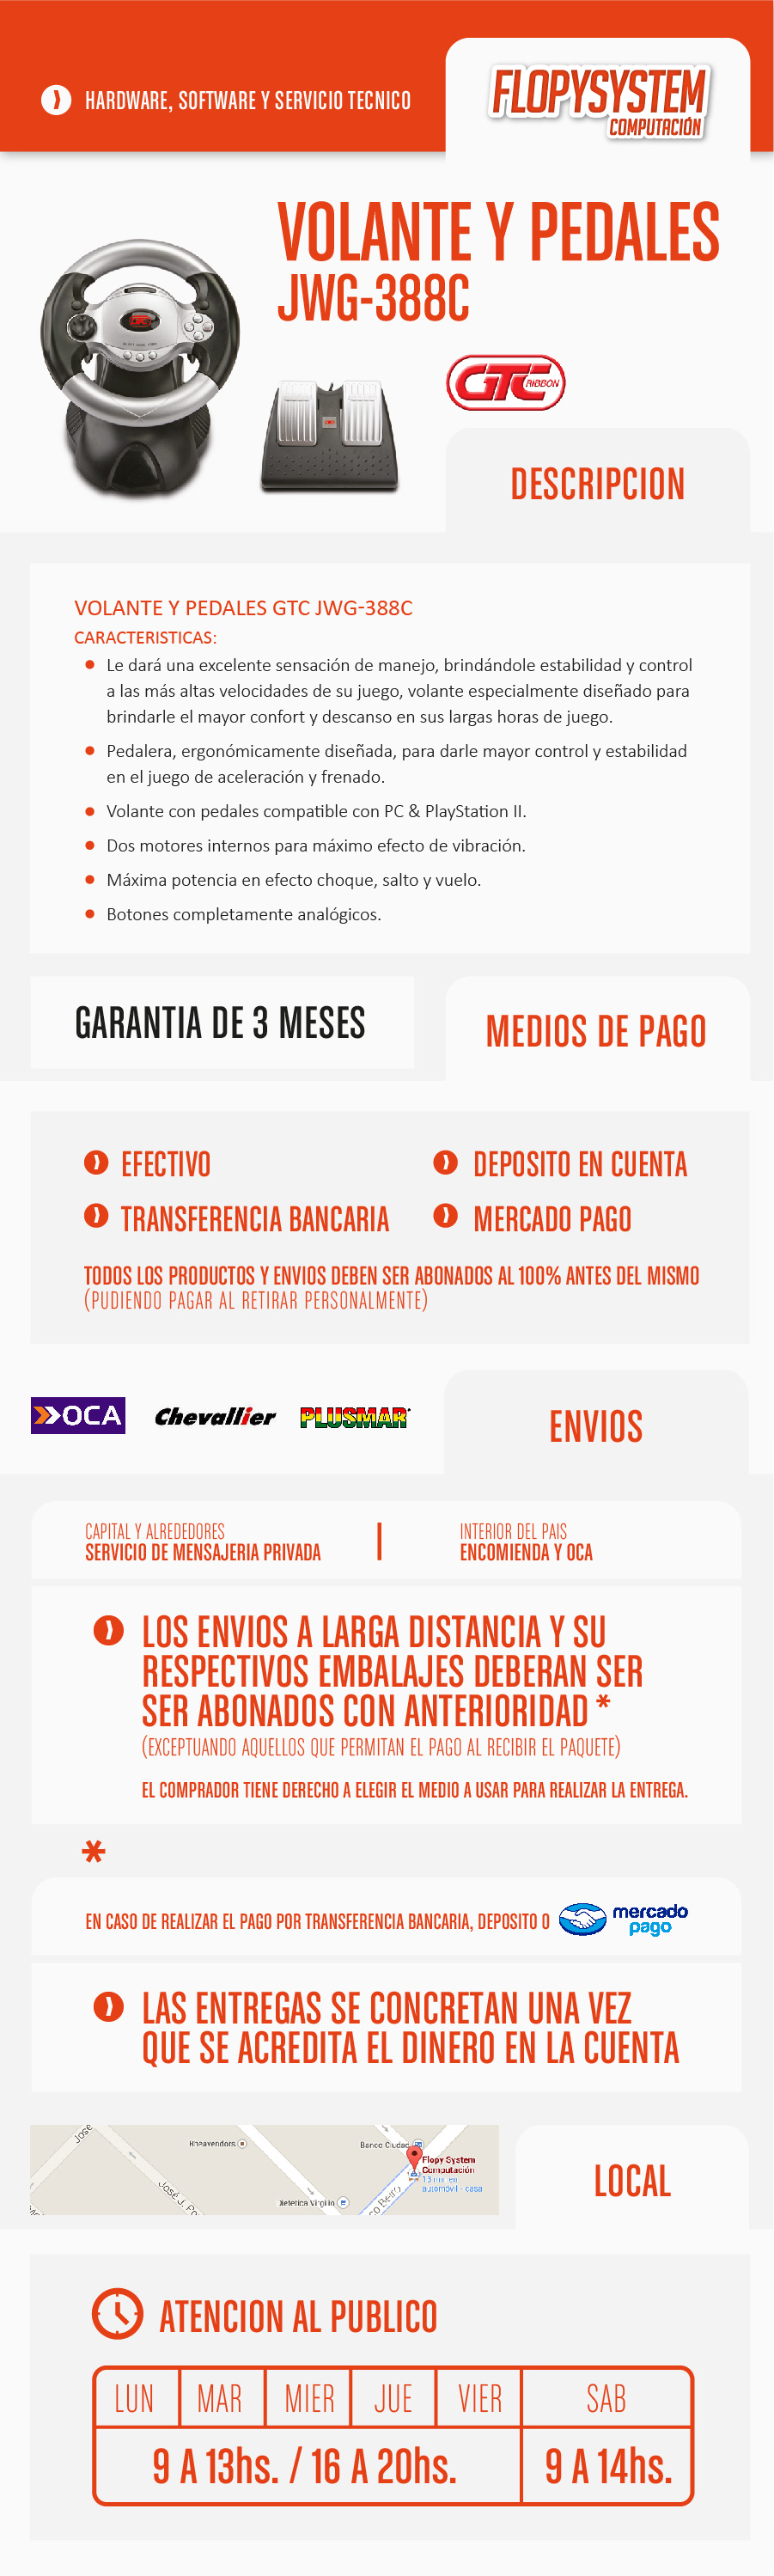 HARDWARE, SOFTWARE Y SERVICIO TECNICO
FLOPYSYSTEM
COMPUTACIÓN
VOLANTE Y PEDALES
JWG-388C
GTC RIBBON
DESCRIPCION
VOLANTE Y PEDALES GTC JWG-388C
CARACTERISTICAS:
Le dará una excelente sensación de manejo, brindándole estabilidad y control
a las más altas velocidades de su juego, volante especialmente diseñado para
brindarle el mayor confort y descanso en sus largas horas de juego.
Pedalera, ergonómicamente diseñada, para darle mayor control y estabilidad
en el juego de aceleración y frenado.
Volante con pedales compatible con PC & PlayStation II.
Dos motores internos para máximo efecto de vibración.
Máxima potencia en efecto choque, salto y vuelo.
Botones completamente analógicos.
GARANTIA DE 3 MESES
MEDIOS DE PAGO
EFECTIVO
DEPOSITO EN CUENTA
TRANSFERENCIA BANCARIA
MERCADO PAGO
TODOS LOS PRODUCTOS Y ENVIOS DEBEN SER ABONADOS AL 100% ANTES DEL MISMO
(PUDIENDO PAGAR AL RETIRAR PERSONALMENTE)
OCA
Chevallier
PLUSMAR
ENVIOS
CAPITAL Y ALREDEDORES
SERVICIO DE MENSAJERIA PRIVADA
INTERIOR DEL PAIS
ENCOMIENDA Y OCA
LOS ENVIOS A LARGA DISTANCIA Y SU
RESPECTIVOS EMBALAJES DEBERAN SER
SER ABONADOS CON ANTERIORIDAD *
(EXCEPTUANDO AQUELLOS QUE PERMITAN EL PAGO AL RECIBIR EL PAQUETE)
EL COMPRADOR TIENE DERECHO A ELEGIR EL MEDIO A USAR PARA REALIZAR LA ENTREGA.
*
EN CASO DE REALIZAR EL PAGO POR TRANSFERENCIA BANCARIA, DEPOSITO O
mercado
pago
LAS ENTREGAS SE CONCRETAN UNA VEZ
QUE SE ACREDITA EL DINERO EN LA CUENTA
Jose
Banco Ciudad
Flopy System
Computación
automóvil - casa
José J. Po
Dietetica Virgilio
LOCAL
ATENCION AL PUBLICO
LUN MAR MIER JUE VIER SAB
9 A 13hs. / 16 A 20hs. 9 A 14hs.